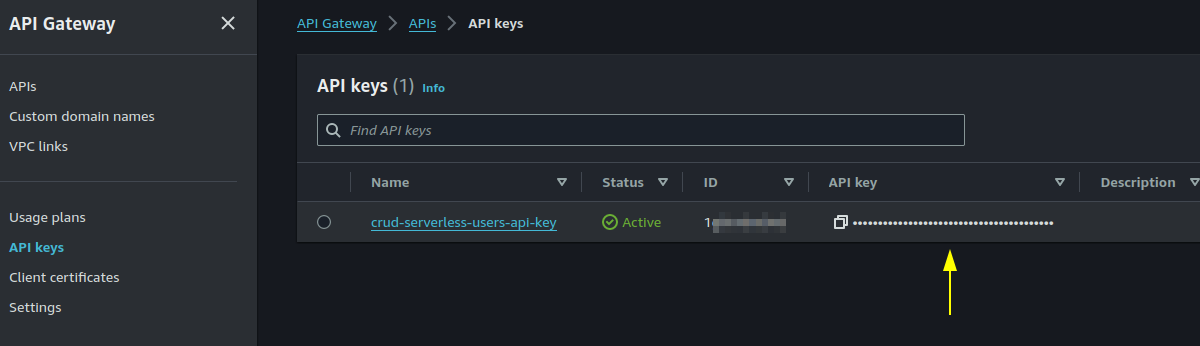 API Gateway
APIs
Custom domain names
VPC links
Usage plans
API keys
Client certificates
Settings
API Gateway > APIs > API keys
API keys (1) Info
Find API keys
Name Status ID API key Description
crud-serverless-users-api-key Active 1 ••••••••••••••••••••••••••••••••••••••••